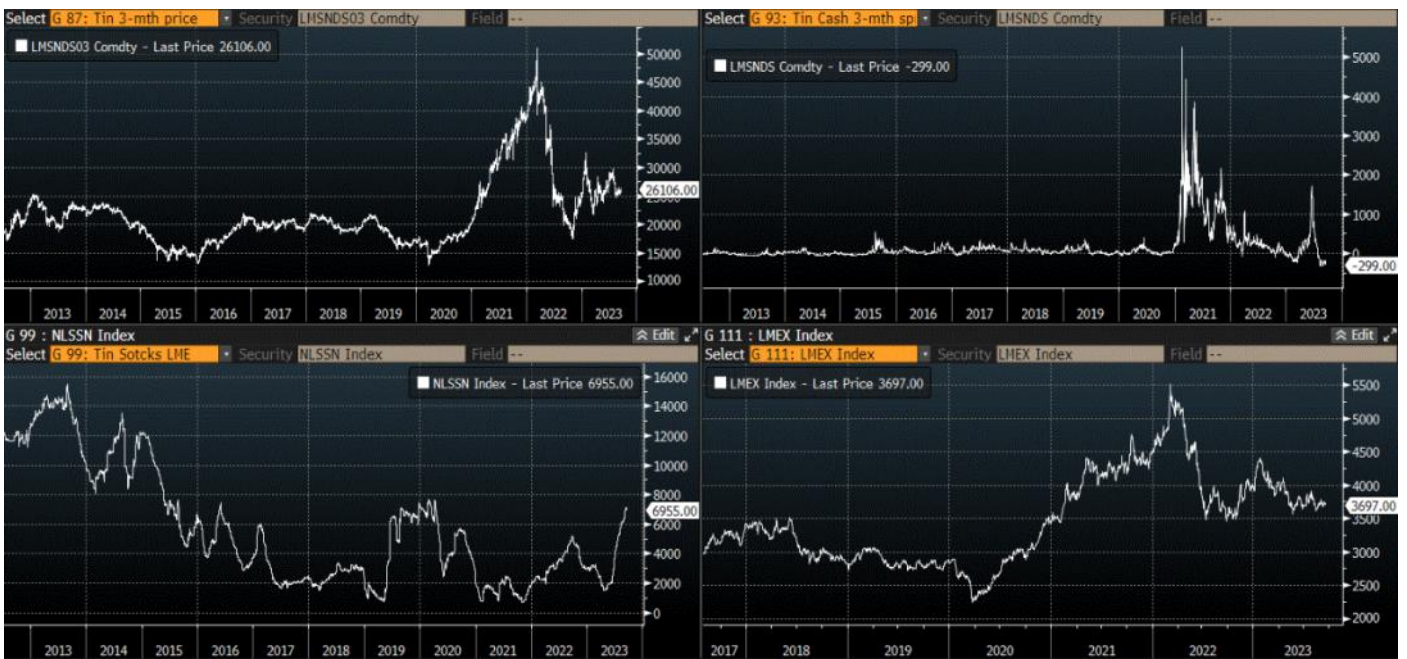 Select G 87: Tin 3-mth price Security LMSNDS03 Comdty Field --
LMSNDS03 Comdty - Last Price 26106.00
50000
45000
40000
35000
30000
26106.00
20000
15000
10000
2013 2014 2015 2016 2017 2018 2019 2020 2021 2022 2023
Select G 93: Tin Cash 3-mth sp Security LMSNDS Comdty Field --
LMSNDS Comdty - Last Price -299.00
5000
4000
3000
2000
1000
0
-299.00
2013 2014 2015 2016 2017 2018 2019 2020 2021 2022 2023
G 99 : NLSSN Index Edit
Select G 99: Tin Sotcks LME Security NLSSN Index Field --
NLSSN Index - Last Price 6955.00
16000
14000
12000
10000
8000
6955.00
6000
4000
2000
0
2013 2014 2015 2016 2017 2018 2019 2020 2021 2022 2023
G 111 : LMEX Index Edit
Select G 111: LMEX Index Security LMEX Index Field --
LMEX Index - Last Price 3697.00
5500
5000
4500
4000
3697.00
3500
3000
2500
2000
2017 2018 2019 2020 2021 2022 2023